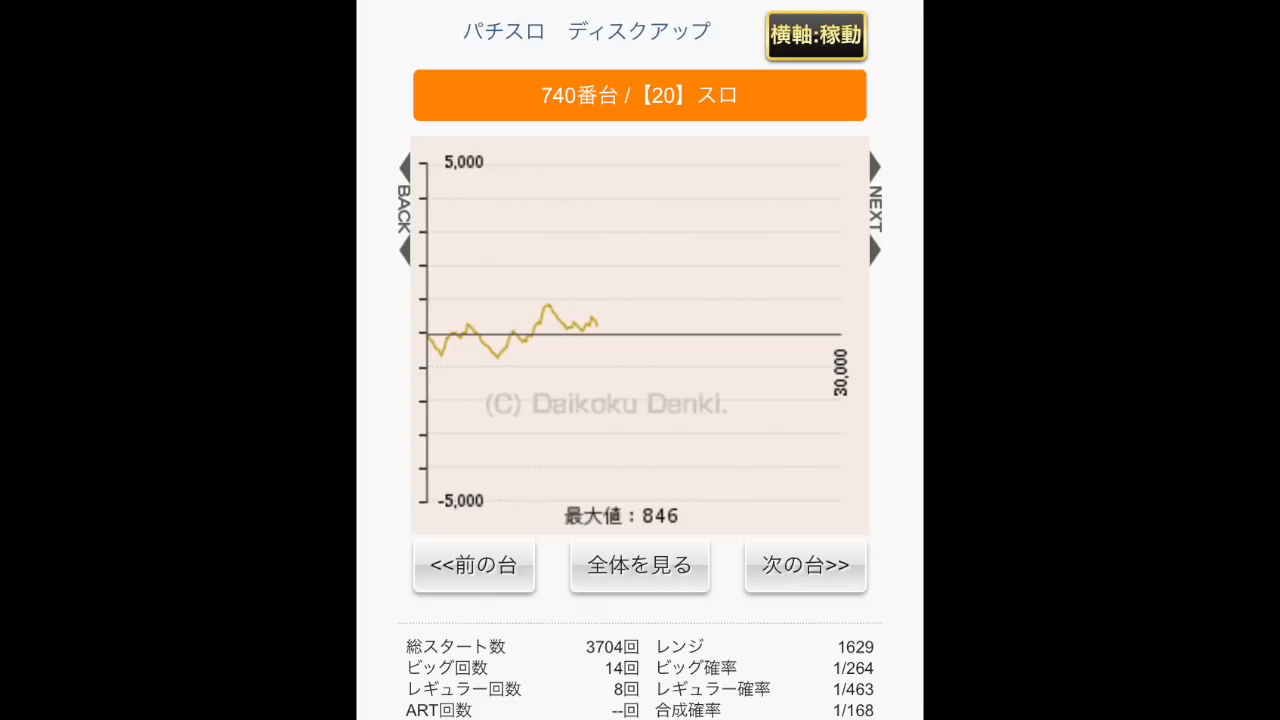 パチスロ　ディスクアップ
横軸:稼動
740番台 /【20】スロ
5,000
BACK
NEXT
30,000
(C) Daikoku Denki.
-5,000
最大値：846
<<前の台
全体を見る
次の台>>
総スタート数 3704回 レンジ 1629
ビッグ回数 14回 ビッグ確率 1/264
レギュラー回数 8回 レギュラー確率 1/463
ART回数 --回 合成確率 1/168